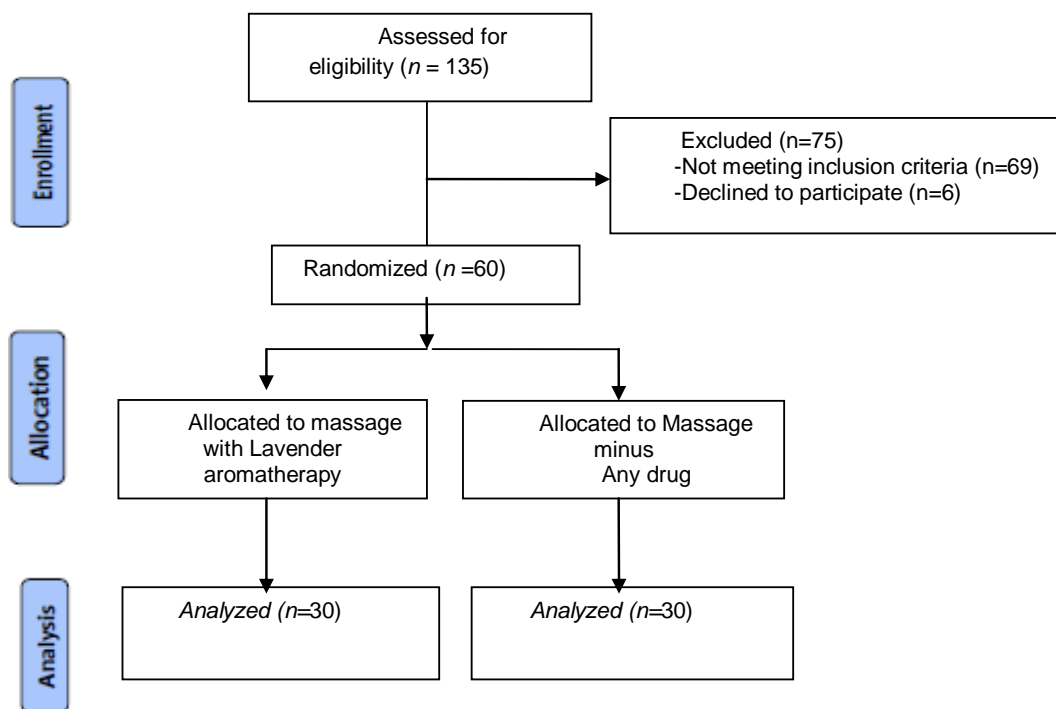 Assessed for
eligibility (n = 135)
Enrollment
Excluded (n=75)
-Not meeting inclusion criteria (n=69)
-Declined to participate (n=6)
Randomized (n =60)
Allocation
Allocated to massage
with Lavender
aromatherapy
Allocated to Massage
minus
Any drug
Analysis
Analyzed (n=30)
Analyzed (n=30)